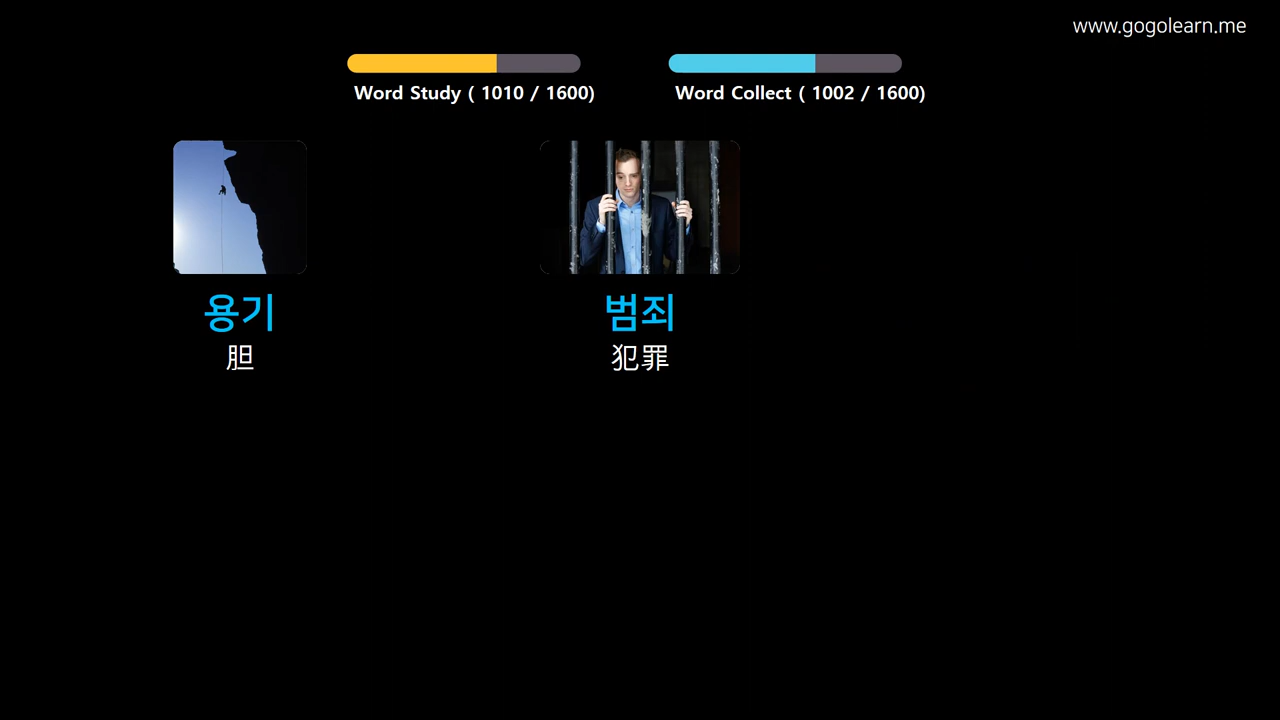 www.gogolearn.me
Word Study ( 1010 / 1600)
Word Collect ( 1002 / 1600)
용기
범죄
胆
犯罪